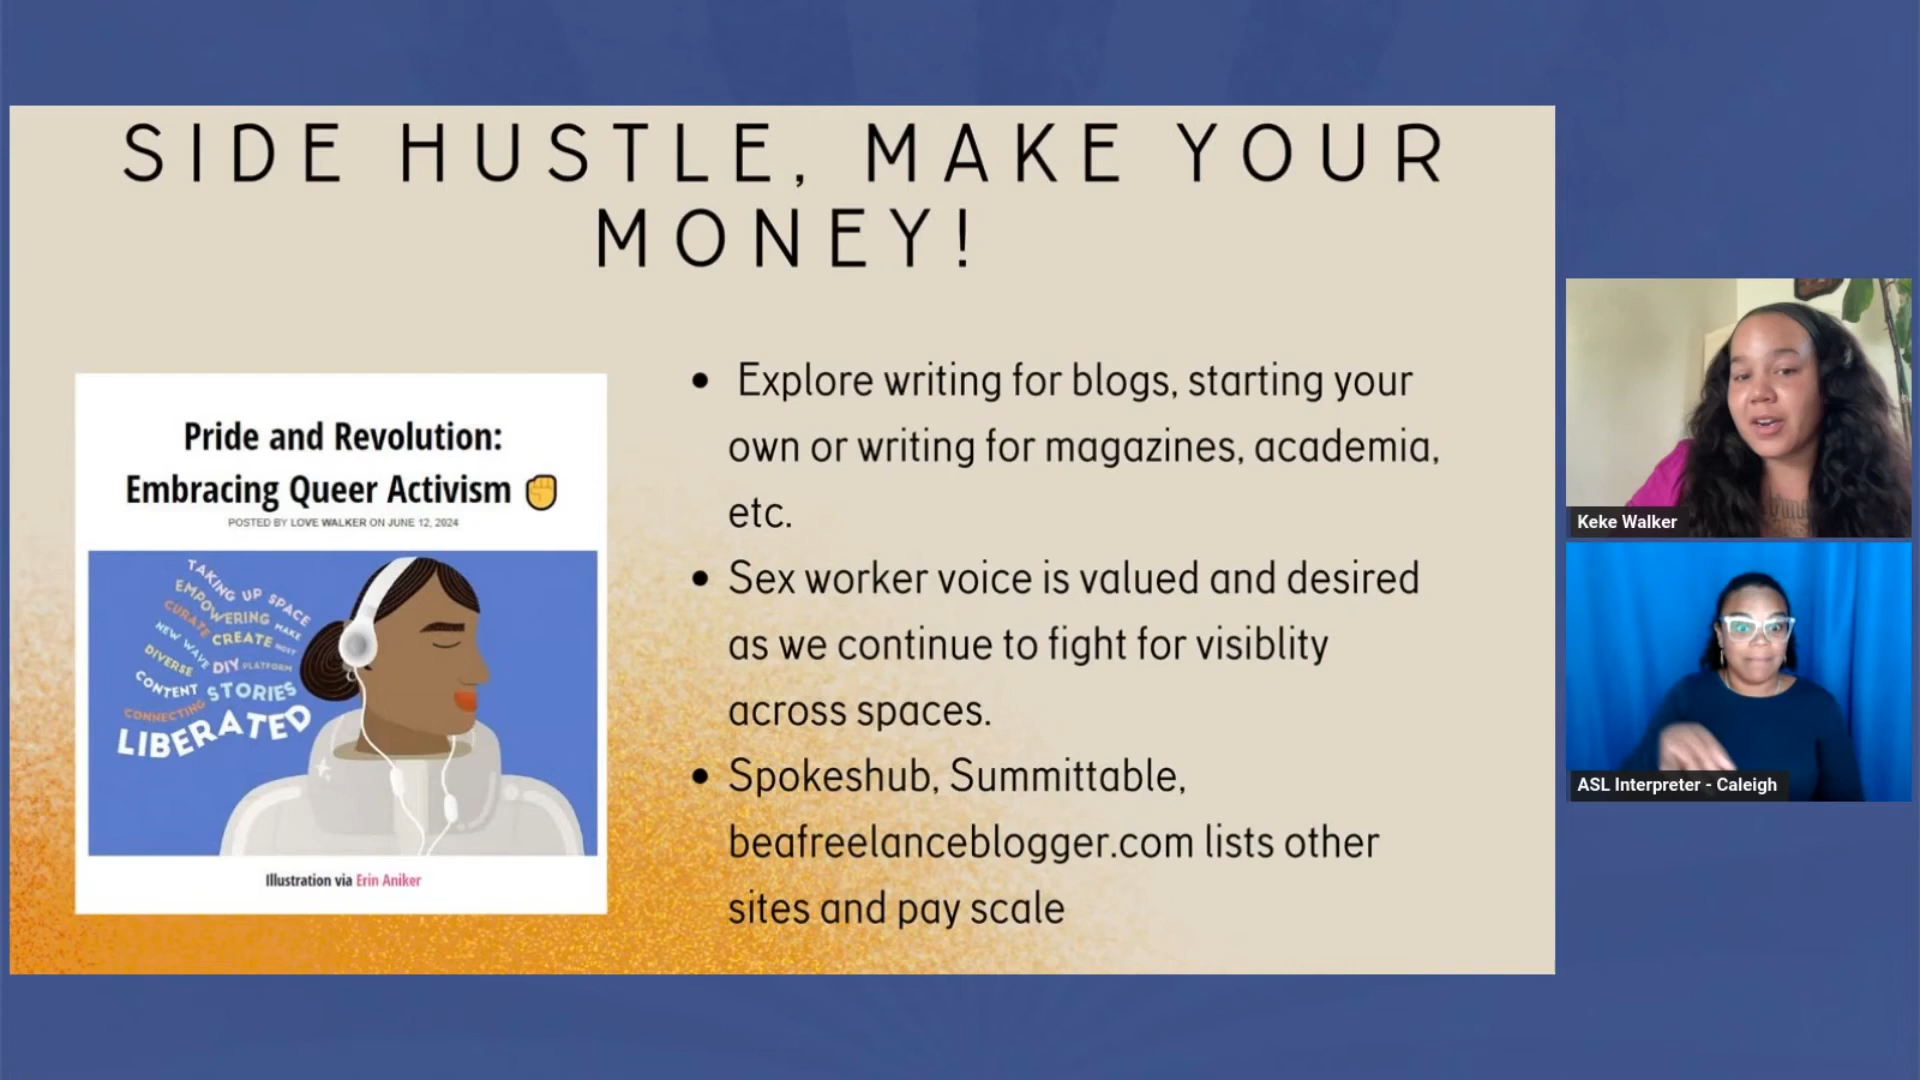 SIDE HUSTLE, MAKE YOUR
MONEY!
Pride and Revolution:
Embracing Queer Activism ✊
POSTED BY LOVE WALKER ON JUNE 12, 2024
TAKING UP SPACE
EMPOWERING MAKE
CURATE CREATE HOST
NEW WAVE DIY PLATFORM
DIVERSE
CONTENT STORIES
CONNECTING
LIBERATED
Illustration via Erin Aniker
• Explore writing for blogs, starting your
own or writing for magazines, academia,
etc.
• Sex worker voice is valued and desired
as we continue to fight for visiblity
across spaces.
• Spokeshub, Summittable,
beafreelanceblogger.com lists other
sites and pay scale
Keke Walker
ASL Interpreter - Caleigh